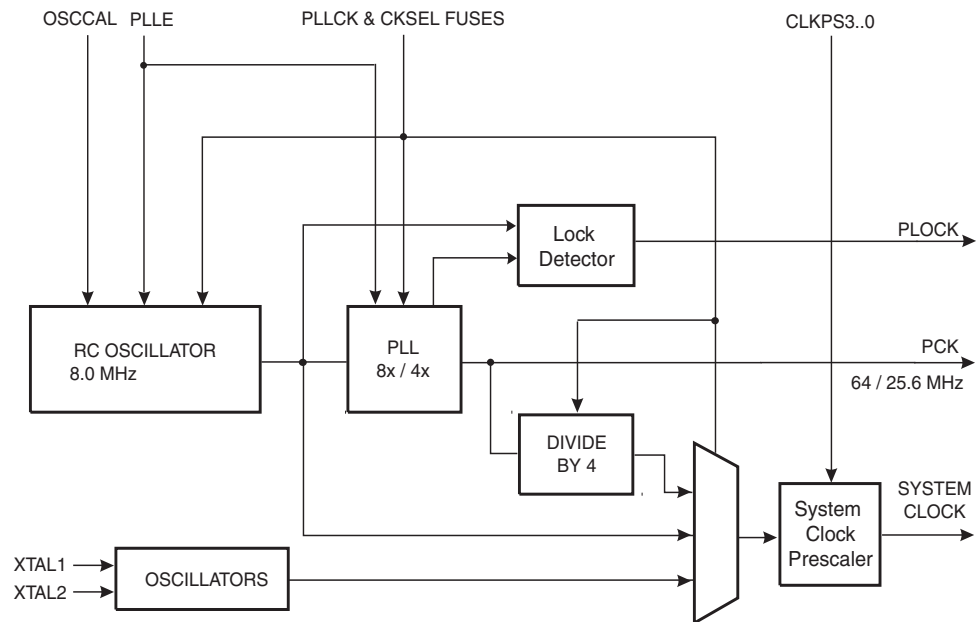 OSCCAL
PLLE
PLLCK & CKSEL FUSES
CLKPS3..0
Lock
Detector
PLOCK
RC OSCILLATOR
8.0 MHz
PLL
8x / 4x
PCK
64 / 25.6 MHz
DIVIDE
BY 4
System
Clock
Prescaler
SYSTEM
CLOCK
XTAL1
XTAL2
OSCILLATORS